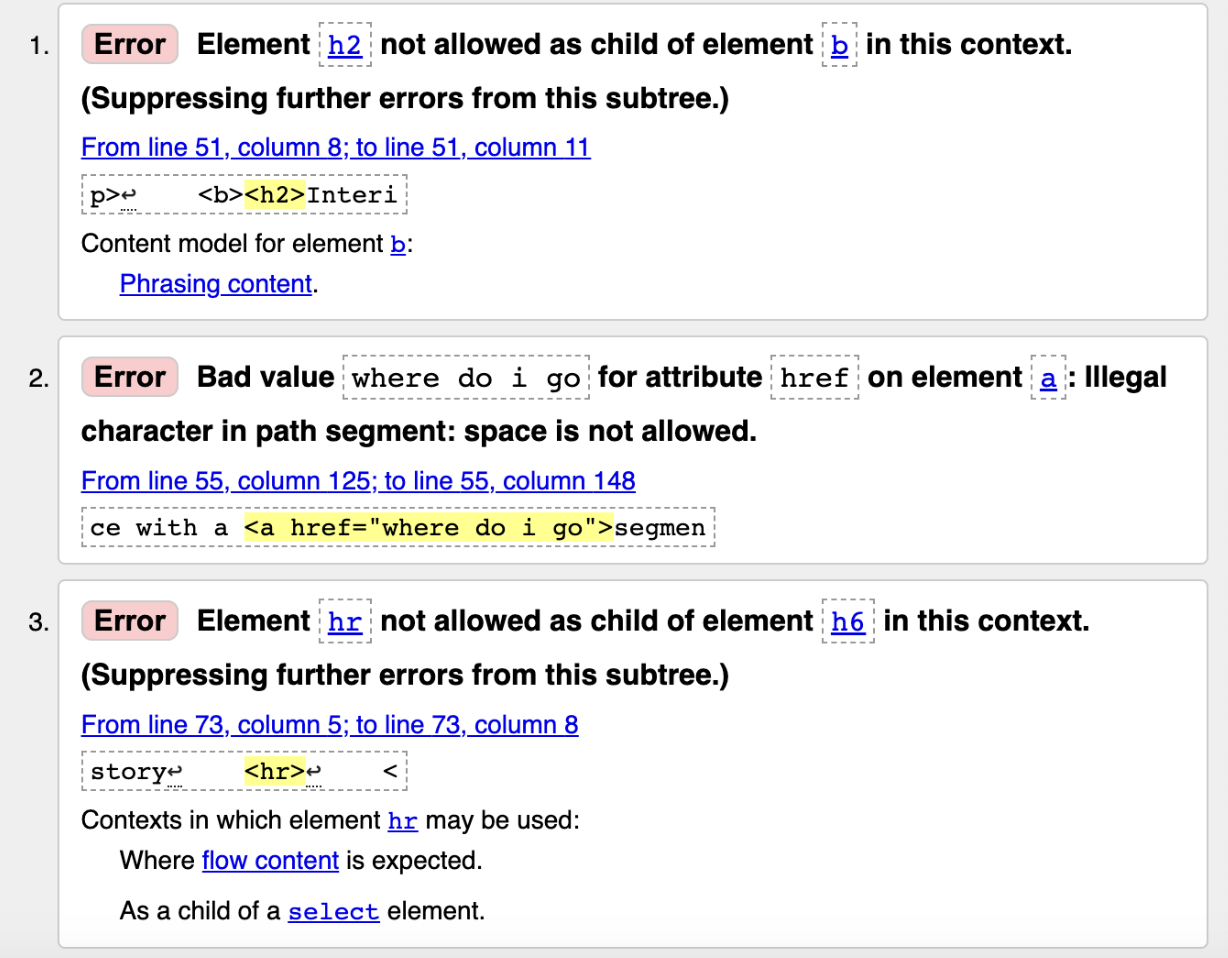 1. Error Element h2 not allowed as child of element b in this context.
(Suppressing further errors from this subtree.)
From line 51, column 8; to line 51, column 11
p>↩    <b><h2>Interi
Content model for element b:
Phrasing content.
2. Error Bad value where do i go for attribute href on element a: Illegal
character in path segment: space is not allowed.
From line 55, column 125; to line 55, column 148
ce with a <a href="where do i go">segmen
3. Error Element hr not allowed as child of element h6 in this context.
(Suppressing further errors from this subtree.)
From line 73, column 5; to line 73, column 8
story↩    <hr>↩    <
Contexts in which element hr may be used:
Where flow content is expected.
As a child of a select element.